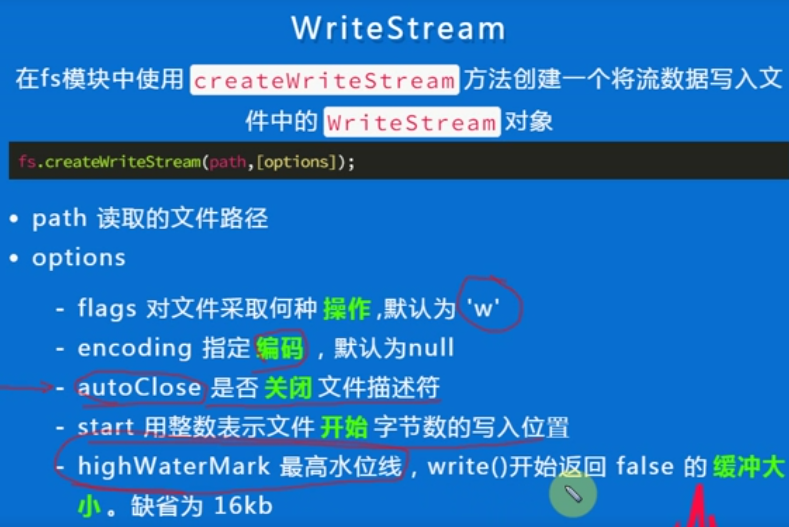 WriteStream
在fs模块中使用 createWriteStream 方法创建一个将流数据写入文
件中的 WriteStream 对象
fs.createWriteStream(path,[options]);
• path 读取的文件路径
• options
- flags 对文件采取何种 操作 ,默认为 'w'
- encoding 指定 编码 ，默认为null
- autoClose 是否 关闭 文件描述符
- start 用整数表示文件 开始 字节数的写入位置
- highWaterMark 最高水位线 ，write()开始返回 false 的 缓冲大
小 。缺省为 16kb